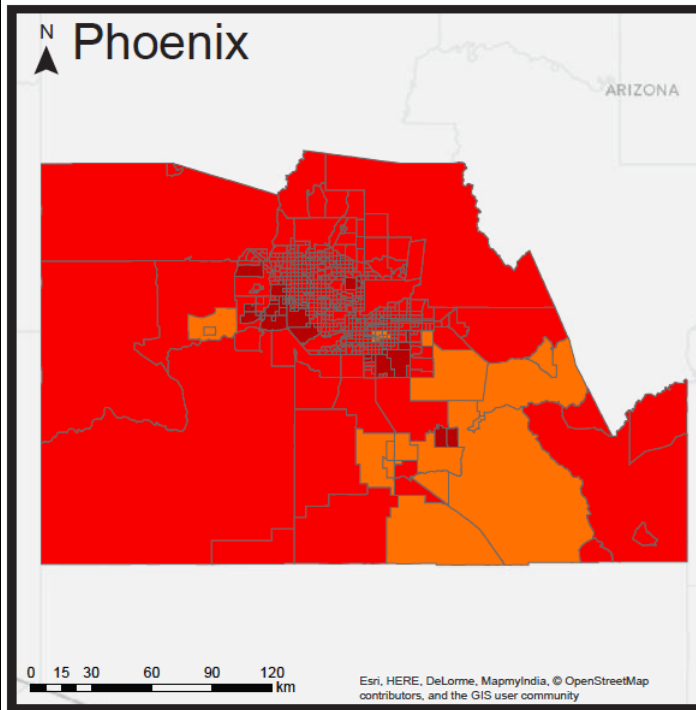 N
Phoenix
ARIZONA
0 15 30 60 90 120
km
Esri, HERE, DeLorme, MapmyIndia, © OpenStreetMap
contributors, and the GIS user community